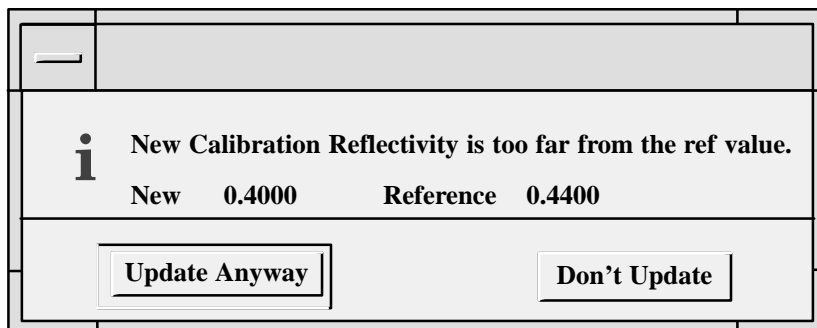 New Calibration Reflectivity is too far from the ref value.
New 0.4000 Reference 0.4400
Update Anyway Don't Update